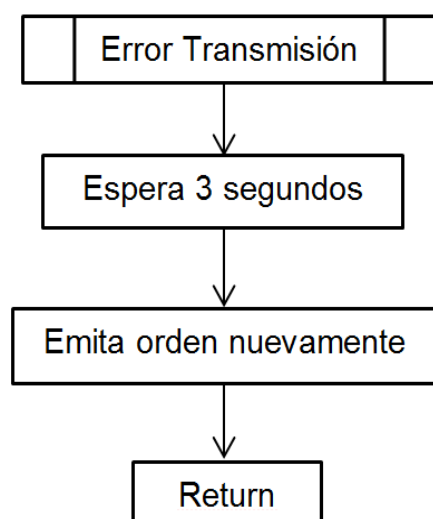 Error Transmisión
Espera 3 segundos
Emita orden nuevamente
Return